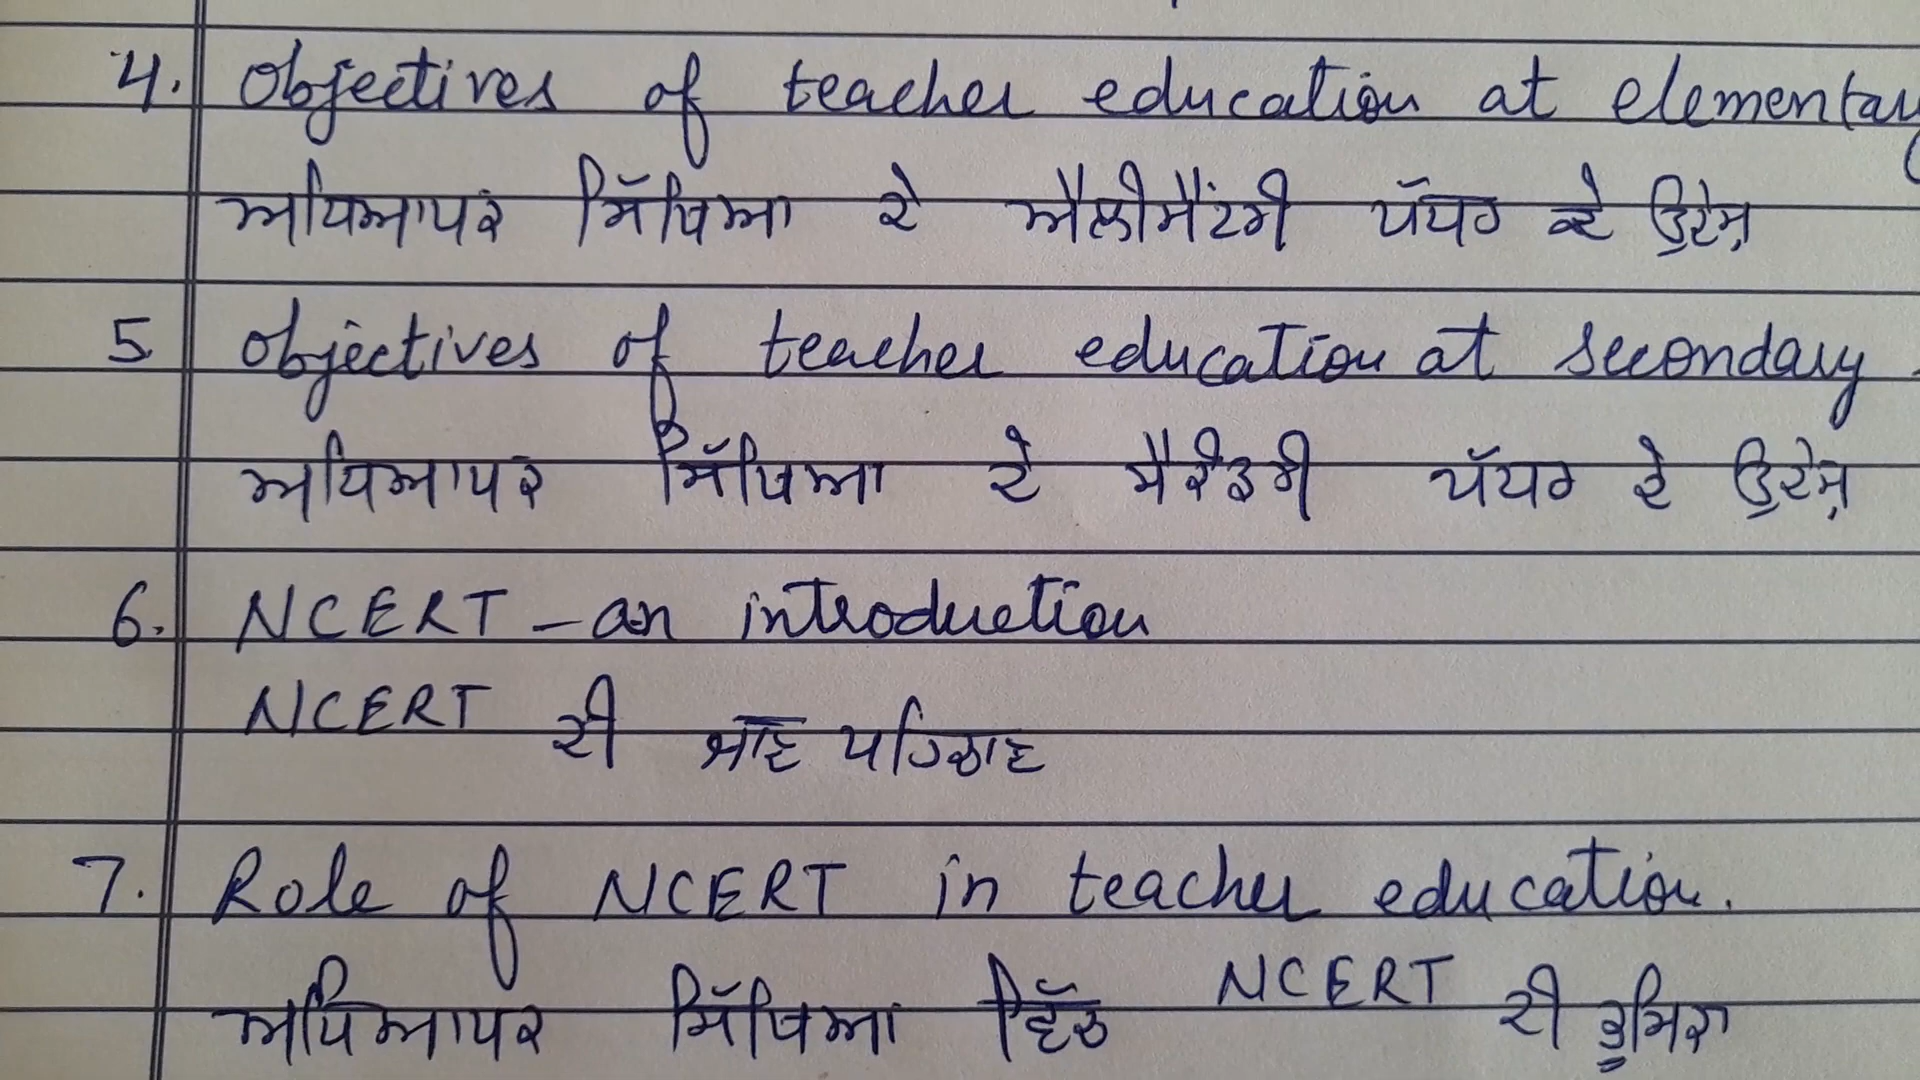 4. Objectives of teacher education at elementary
ਅਧਿਆਪਕ ਸਿੱਖਿਆ ਦੇ ਐਲੀਮੈਂਟਰੀ ਪੱਧਰ ਦੇ ਉਦੇਸ਼
5 Objectives of teacher education at secondary
ਅਧਿਆਪਕ ਸਿੱਖਿਆ ਦੇ ਸੈਕੰਡਰੀ ਪੱਧਰ ਦੇ ਉਦੇਸ਼
6. NCERT - an introduction
NCERT ਦੀ ਜਾਣ ਪਹਿਚਾਣ
7. Role of NCERT in teacher education.
ਅਧਿਆਪਕ ਸਿੱਖਿਆ ਵਿੱਚ NCERT ਦੀ ਭੂਮਿਕਾ